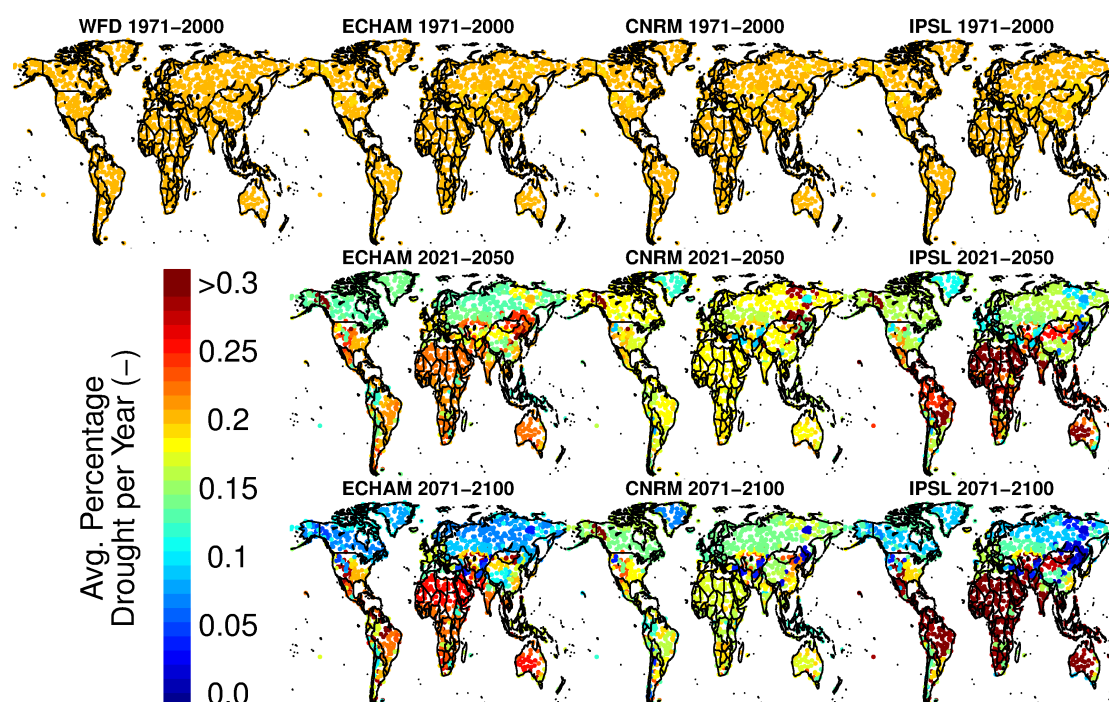 WFD 1971−2000
ECHAM 1971−2000
CNRM 1971−2000
IPSL 1971−2000
ECHAM 2021−2050
CNRM 2021−2050
IPSL 2021−2050
ECHAM 2071−2100
CNRM 2071−2100
IPSL 2071−2100
Avg. Percentage
Drought per Year (−)
>0.3
0.25
0.2
0.15
0.1
0.05
0.0